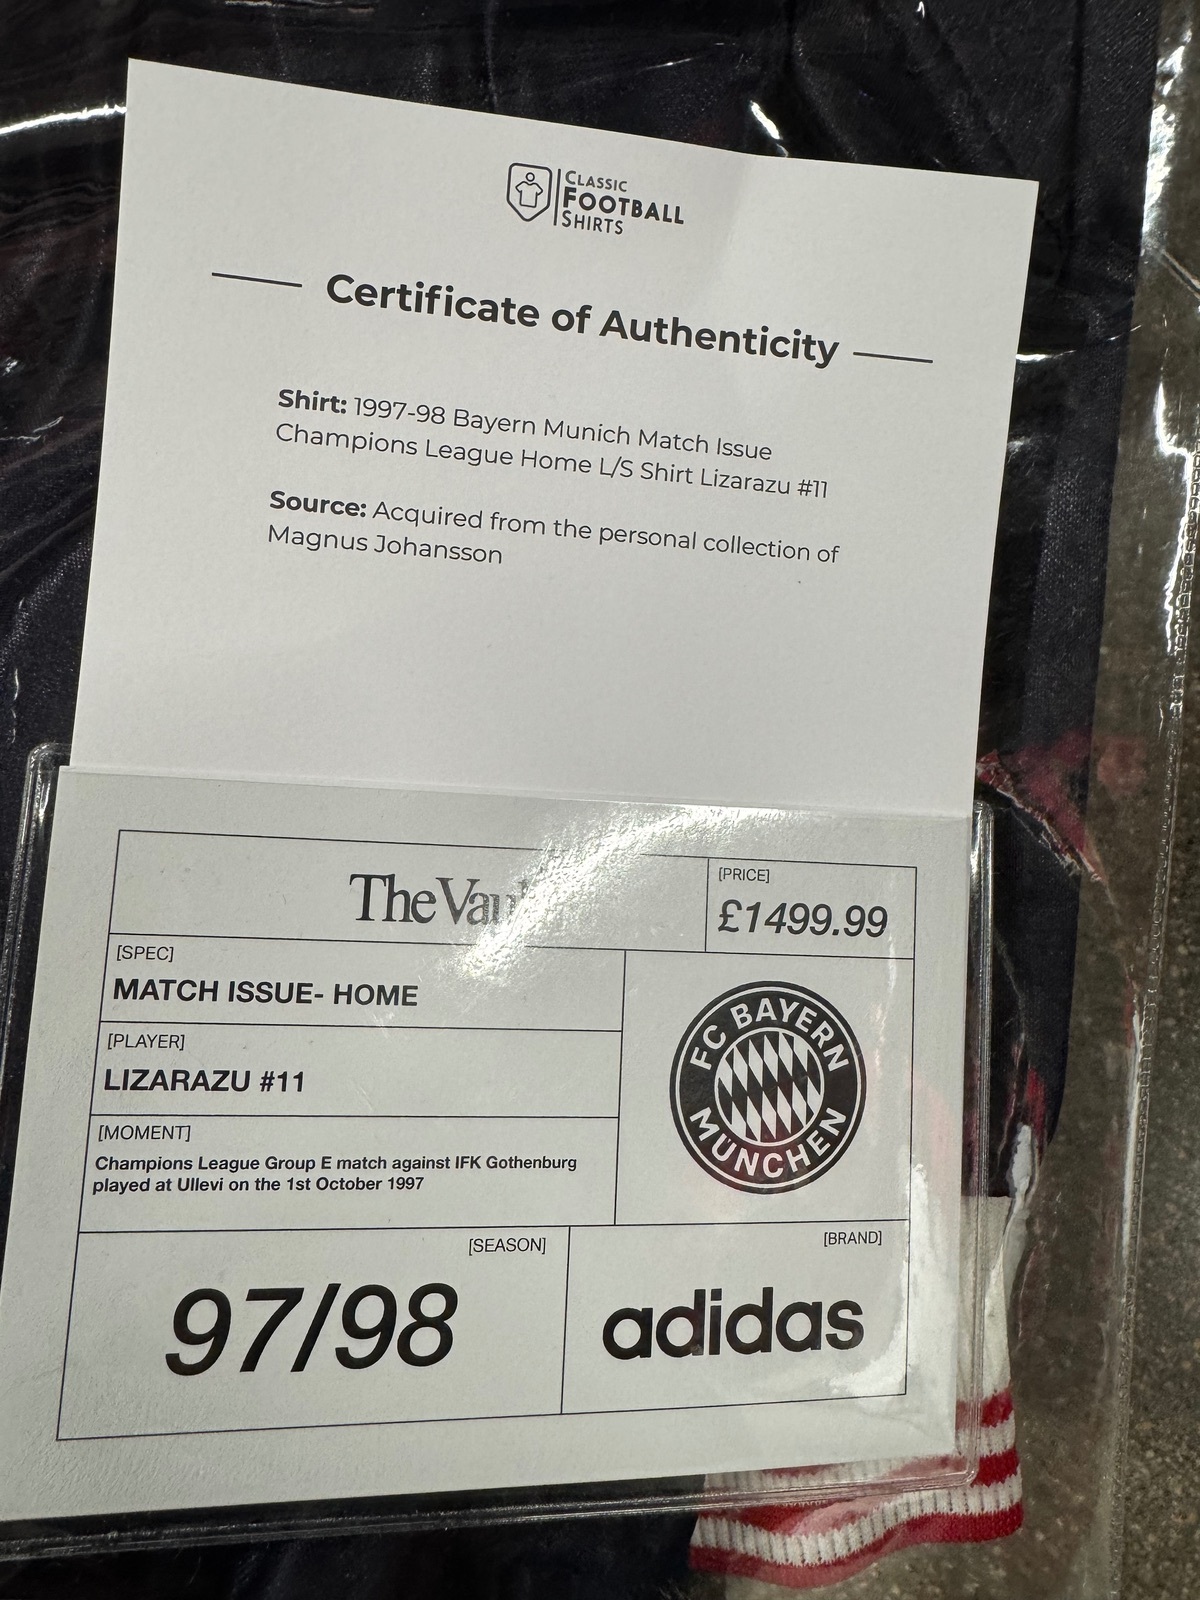 CLASSIC
FOOTBALL
SHIRTS
Certificate of Authenticity
Shirt: 1997-98 Bayern Munich Match Issue
Champions League Home L/S Shirt Lizarazu #11
Source: Acquired from the personal collection of
Magnus Johansson
The Vau
[PRICE]
£1499.99
[SPEC]
MATCH ISSUE- HOME
[PLAYER]
LIZARAZU #11
[MOMENT]
Champions League Group E match against IFK Gothenburg
played at Ullevi on the 1st October 1997
FC BAYERN
MÜNCHEN
[SEASON]
97/98
[BRAND]
adidas